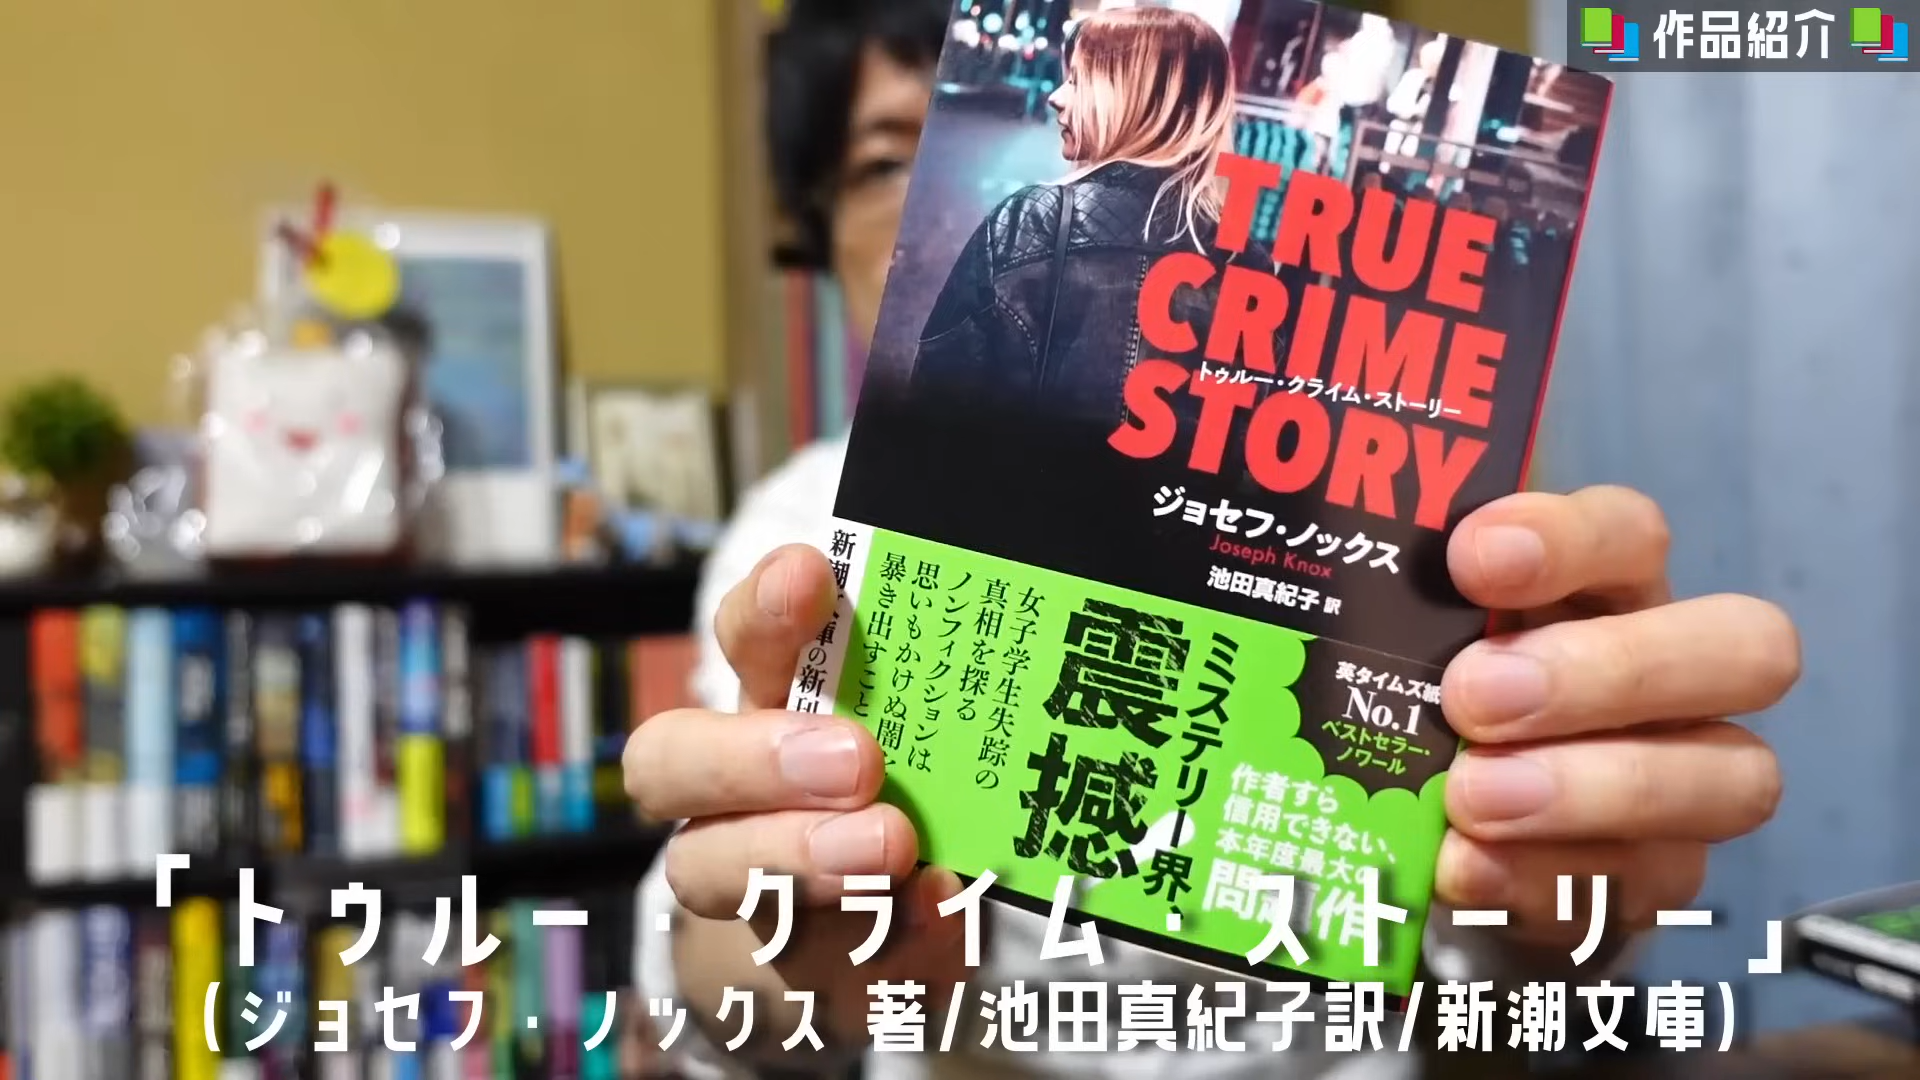 作品紹介
TRUE
CRIME
トゥルー・クライム・ストーリー
STORY
ジョセフ・ノックス
Joseph Knox
池田真紀子 訳
英タイムズ紙
No.1
ベストセラー・
ノワール
作者すら
信用できない、
本年度最大の
問題作
ミステリー界、
震撼
女子学生失踪の
真相を探る
ノンフィクションは
思いもかけぬ闇を
暴き出すこと
新潮文庫の新刊
「トゥルー・クライム・ストーリー」
(ジョセフ・ノックス 著/池田真紀子訳/新潮文庫)